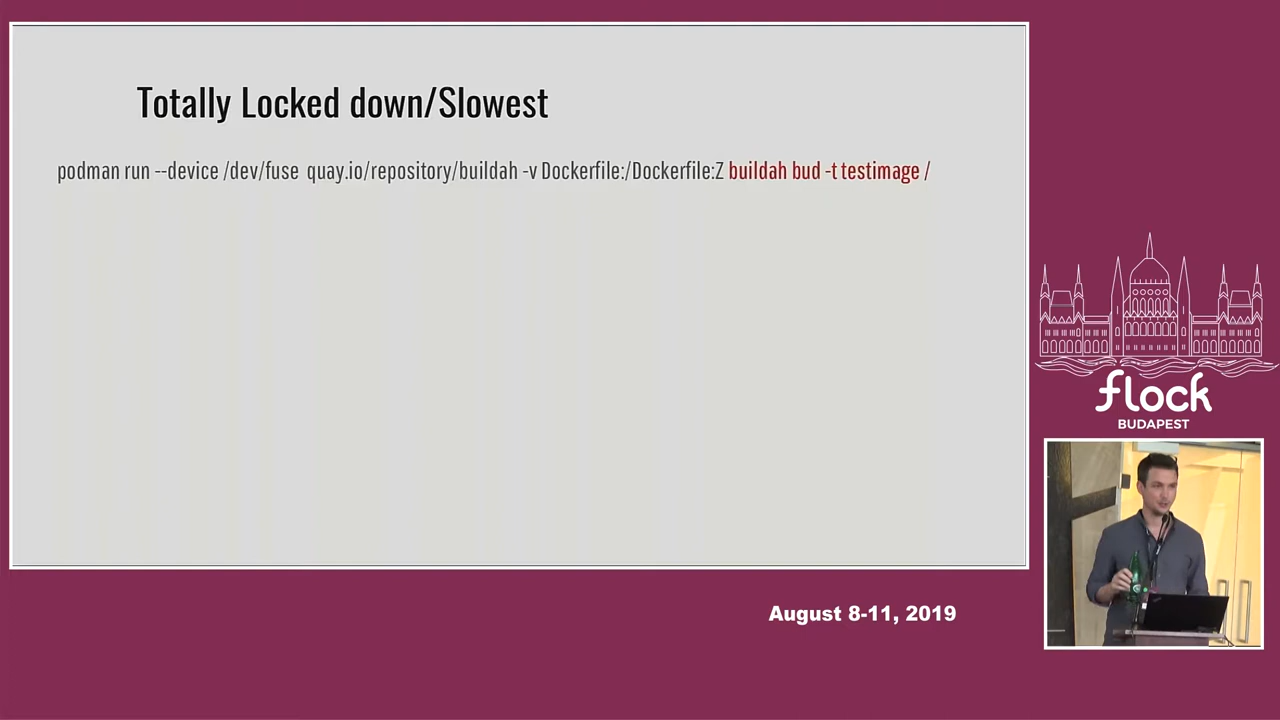 Totally Locked down/Slowest
podman run --device /dev/fuse quay.io/repository/buildah -v Dockerfile:/Dockerfile:Z buildah bud -t testimage /
flock
BUDAPEST
August 8-11, 2019